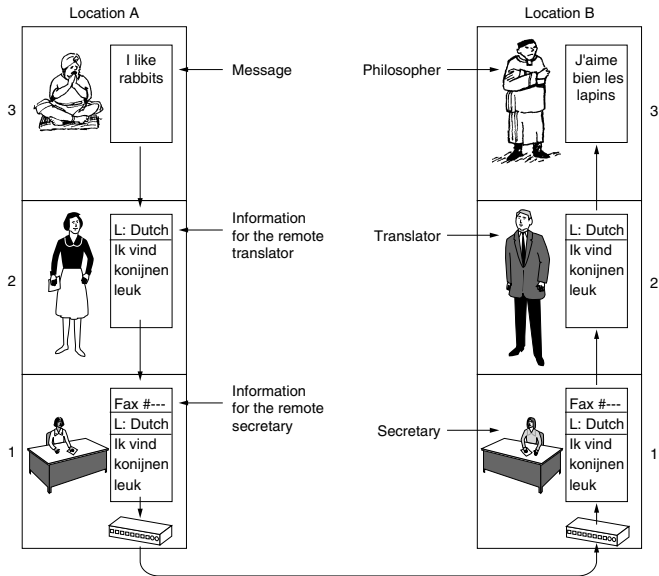 Location A
Location B
I like
rabbits
Message
Philosopher
J'aime
bien les
lapins
3
3
L: Dutch
Ik vind
konijnen
leuk
Information
for the remote
translator
Translator
L: Dutch
Ik vind
konijnen
leuk
2
2
Fax #---
L: Dutch
Ik vind
konijnen
leuk
Information
for the remote
secretary
Secretary
Fax #---
L: Dutch
Ik vind
konijnen
leuk
1
1